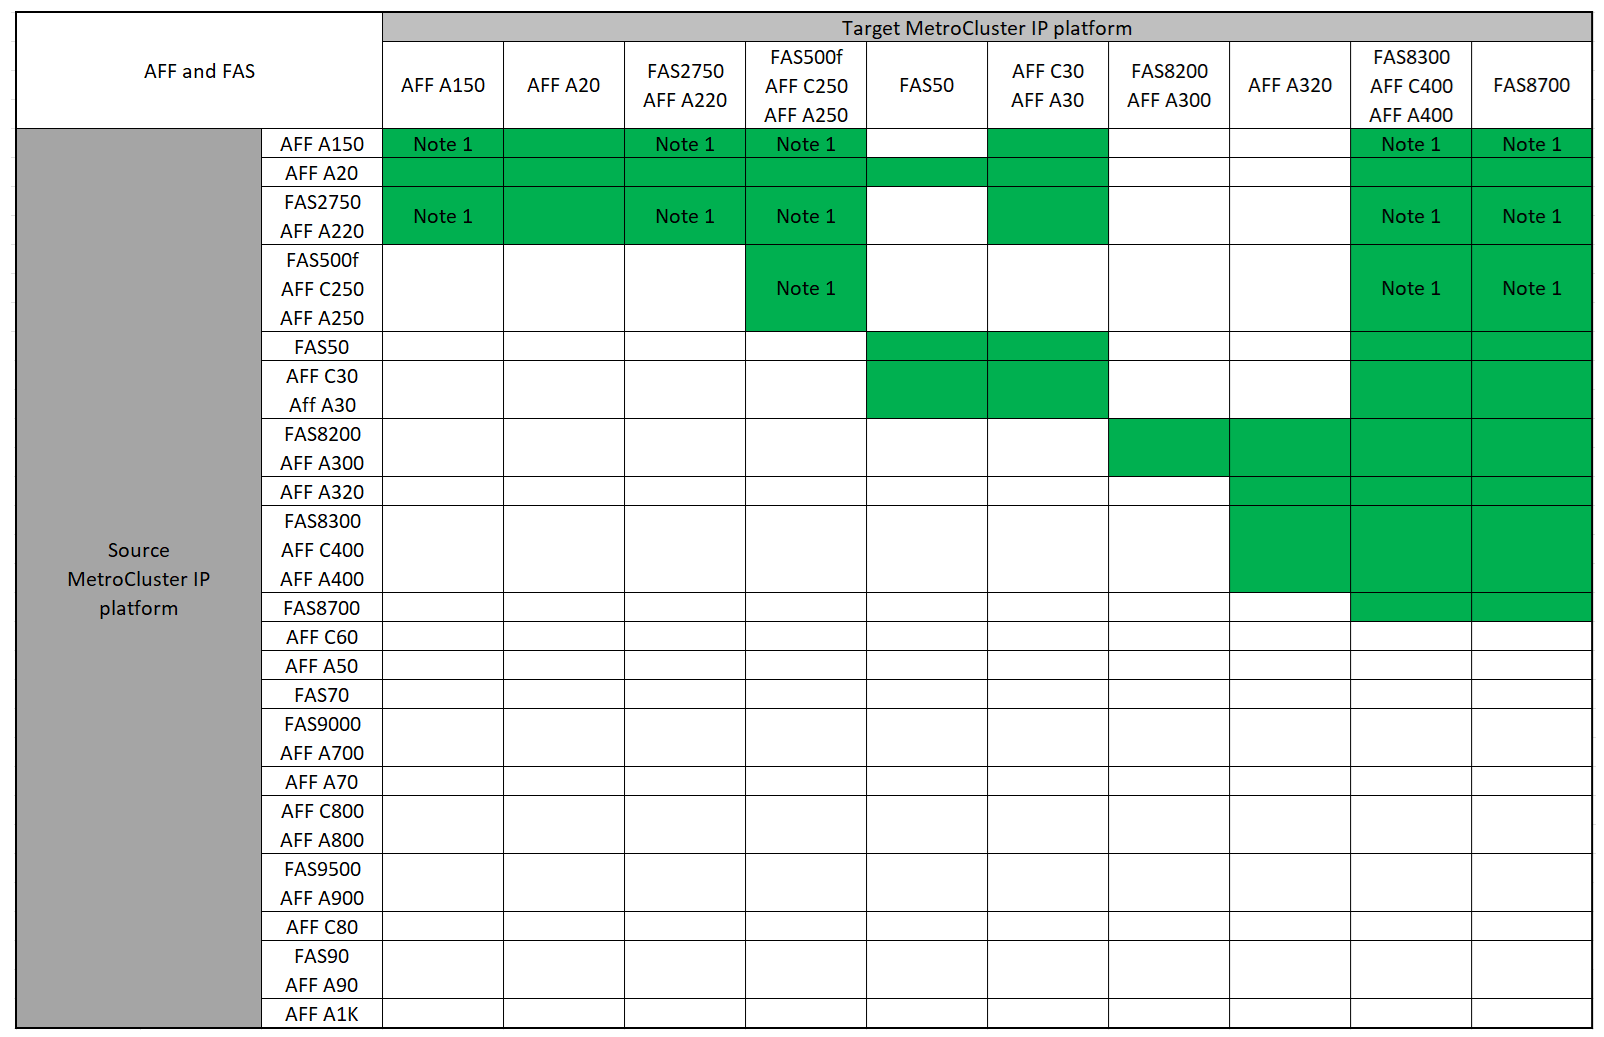 Target MetroCluster IP platform
AFF and FAS
AFF A150
AFF A20
FAS2750
AFF A220
FAS500f
AFF C250
AFF A250
FAS50
AFF C30
AFF A30
FAS8200
AFF A300
AFF A320
FAS8300
AFF C400
AFF A400
FAS8700
Source
MetroCluster IP
platform
AFF A150
Note 1
Note 1
Note 1
Note 1
Note 1
AFF A20
FAS2750
AFF A220
Note 1
Note 1
Note 1
Note 1
Note 1
FAS500f
AFF C250
AFF A250
Note 1
Note 1
Note 1
FAS50
AFF C30
Aff A30
FAS8200
AFF A300
AFF A320
FAS8300
AFF C400
AFF A400
FAS8700
AFF C60
AFF A50
FAS70
FAS9000
AFF A700
AFF A70
AFF C800
AFF A800
FAS9500
AFF A900
AFF C80
FAS90
AFF A90
AFF A1K